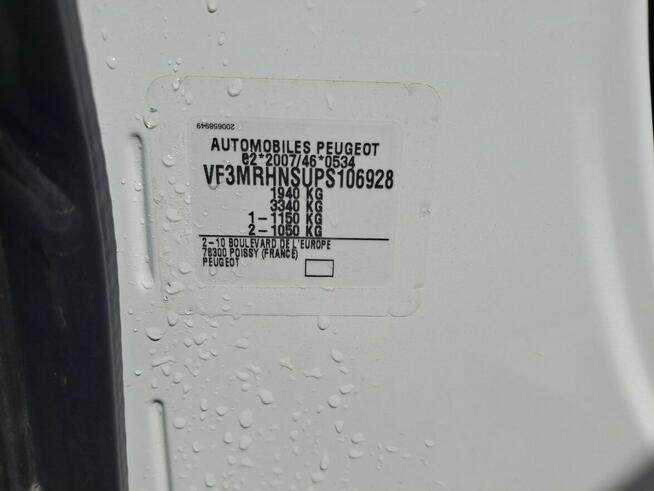 200658949
AUTOMOBILES PEUGEOT
e2*2007/46*0534
VF3MRHNSUPS106928
1940 KG
3340 KG
1-1150 KG
2-1050 KG
2-10 BOULEVARD DE L'EUROPE
78300 POISSY (FRANCE)
PEUGEOT